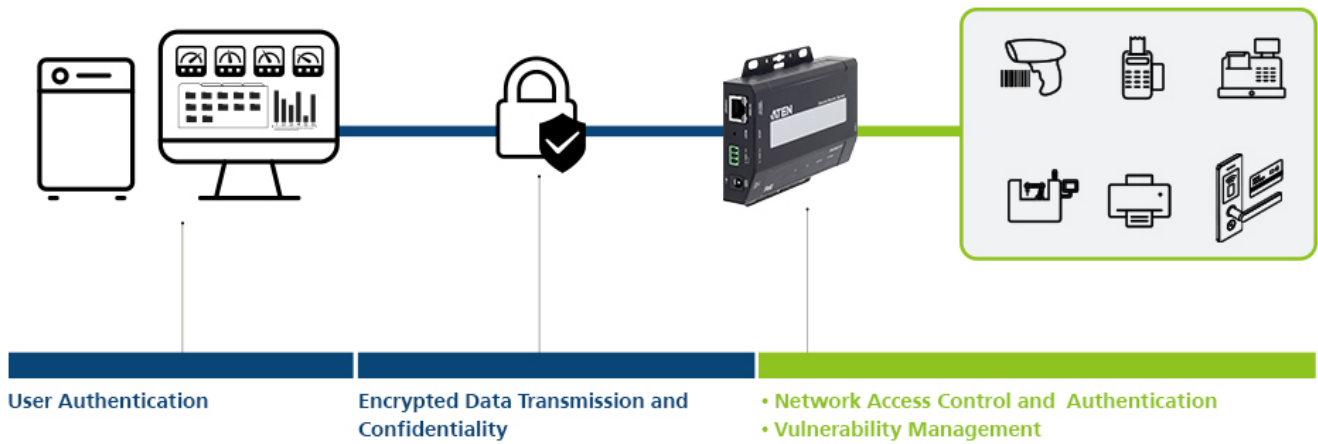 ATEN
User Authentication
Encrypted Data Transmission and
Confidentiality
• Network Access Control and Authentication
• Vulnerability Management